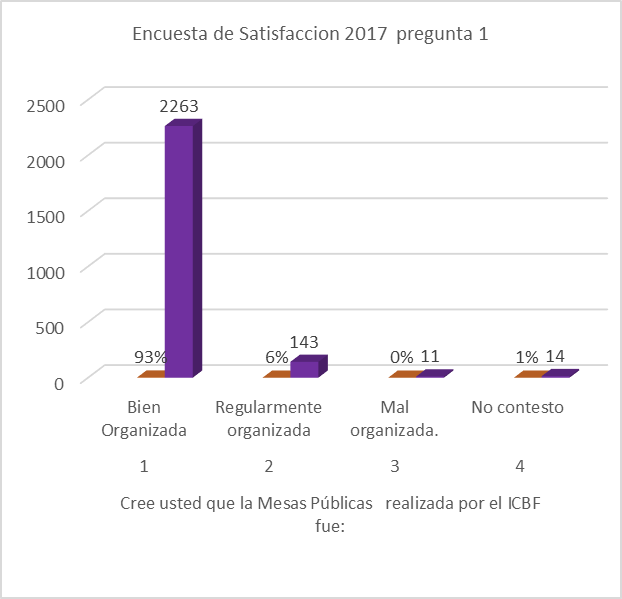 Encuesta de Satisfaccion 2017  pregunta 1
2500
2000
1500
1000
500
0
2263
93%
143
6%
11
0%
14
1%
Bien
Organizada
Regularmente
organizada
Mal
organizada.
No contesto
1
2
3
4
Cree usted que la Mesas Públicas   realizada por el ICBF
fue: